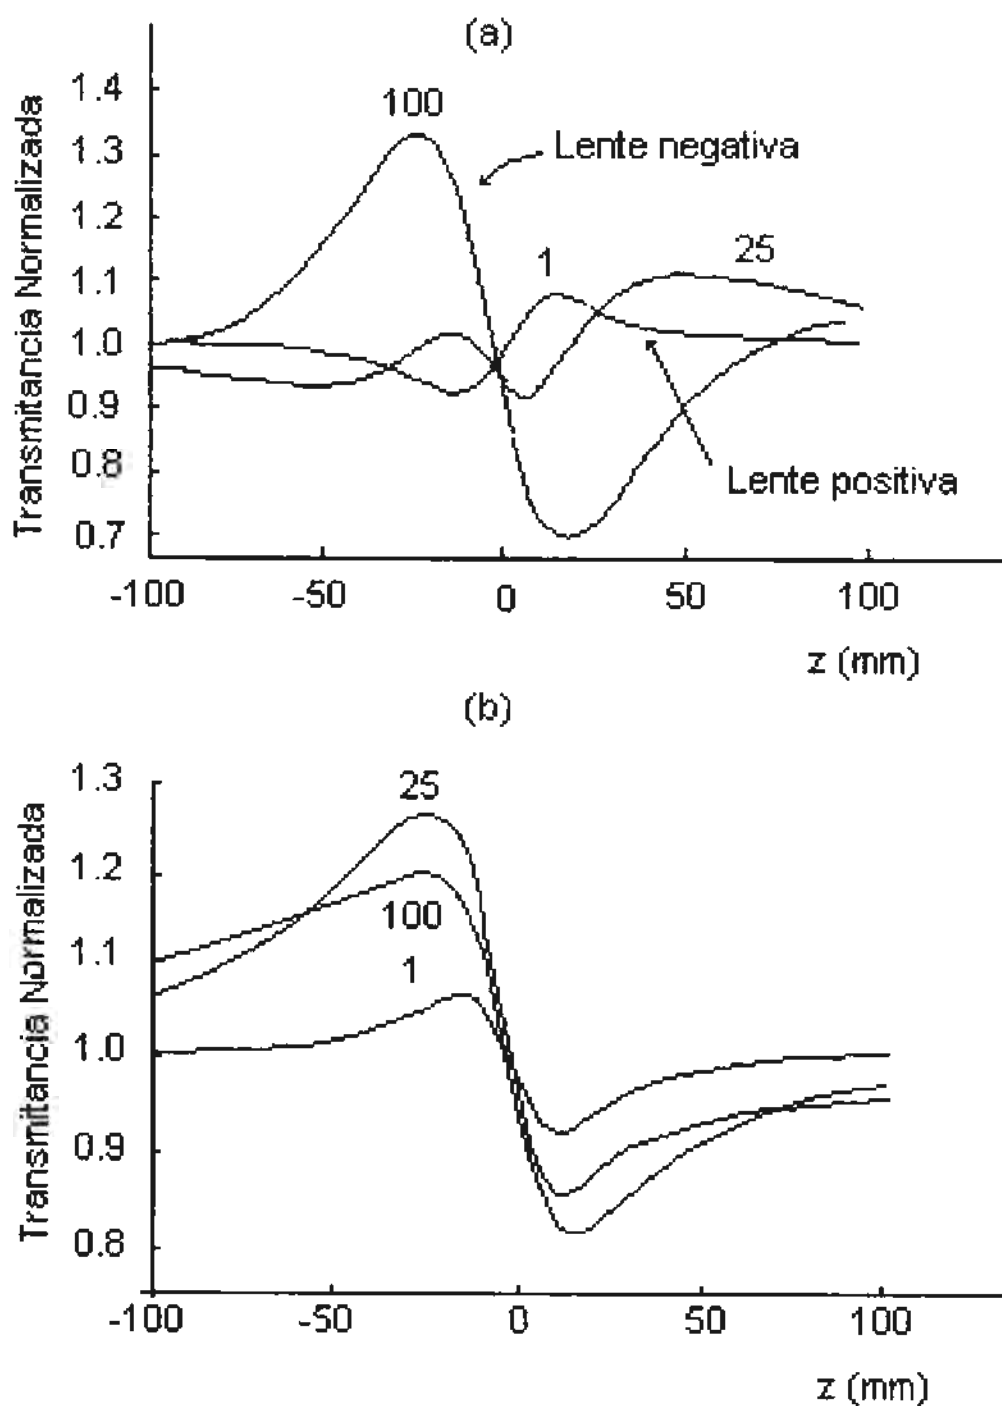 (a)
Transmitancia Normalizada
1.4
1.3
1.2
1.1
1.0
0.9
0.8
0.7
100
Lente negativa
1
25
Lente positiva
-100 -50 0 50 100
z (mm)
(b)
Transmitancia Normalizada
1.3
1.2
1.1
1.0
0.9
0.8
25
100
1
-100 -50 0 50 100
z (mm)